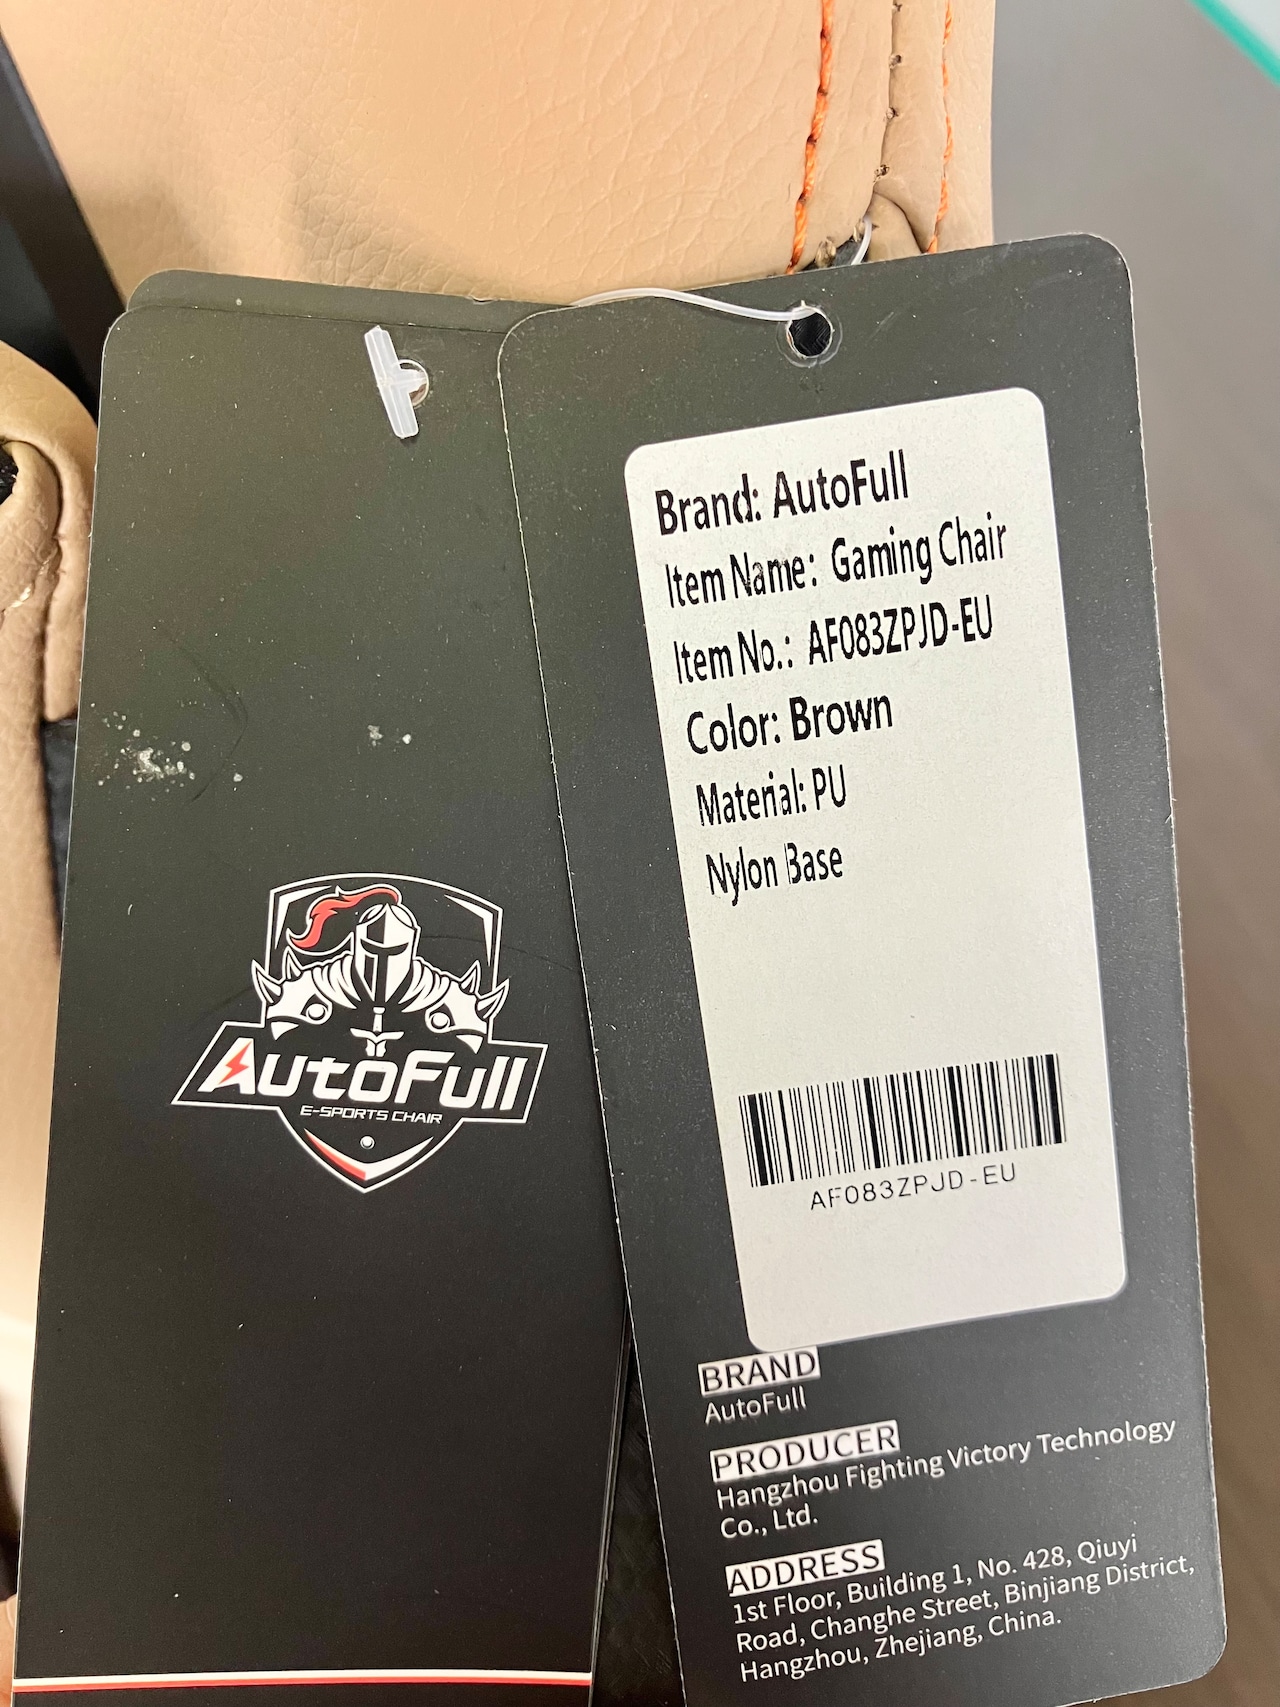 AutoFull
E-SPORTS CHAIR
Brand: AutoFull
Item Name: Gaming Chair
Item No.: AF083ZPJD-EU
Color: Brown
Material: PU
Nylon Base
AF083ZPJD-EU
BRAND
AutoFull
PRODUCER
Hangzhou Fighting Victory Technology
Co., Ltd.
ADDRESS
1st Floor, Building 1, No. 428, Qiuyi
Road, Changhe Street, Binjiang District,
Hangzhou, Zhejiang, China.